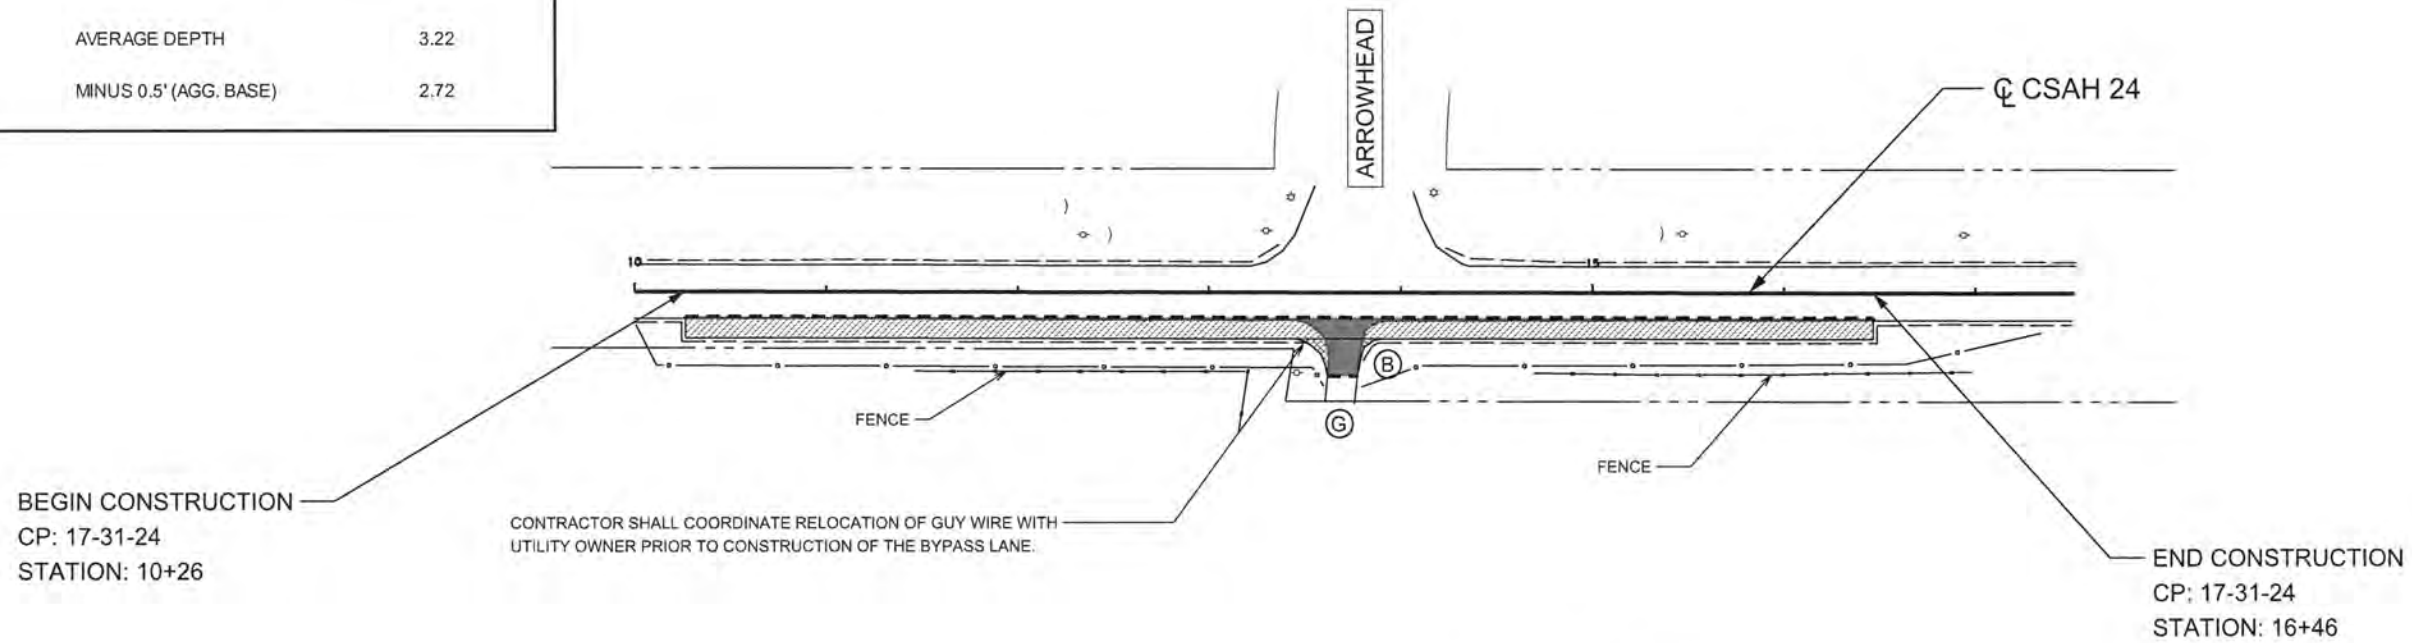 AVERAGE DEPTH 3.22
MINUS 0.5' (AGG. BASE) 2.72
ARROWHEAD
℄ CSAH 24
10
15
B
G
FENCE
FENCE
BEGIN CONSTRUCTION
CP: 17-31-24
STATION: 10+26
CONTRACTOR SHALL COORDINATE RELOCATION OF GUY WIRE WITH
UTILITY OWNER PRIOR TO CONSTRUCTION OF THE BYPASS LANE.
END CONSTRUCTION
CP: 17-31-24
STATION: 16+46